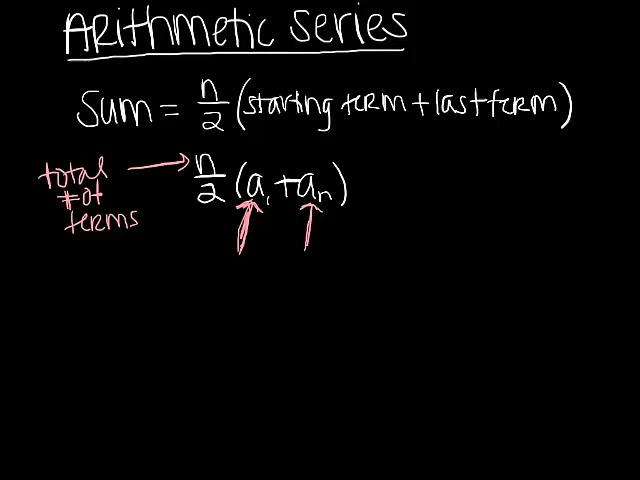 ARithmetic Series
Sum = n/2 (starting term + last term)
total # of terms → n/2 (a₁ + aₙ)